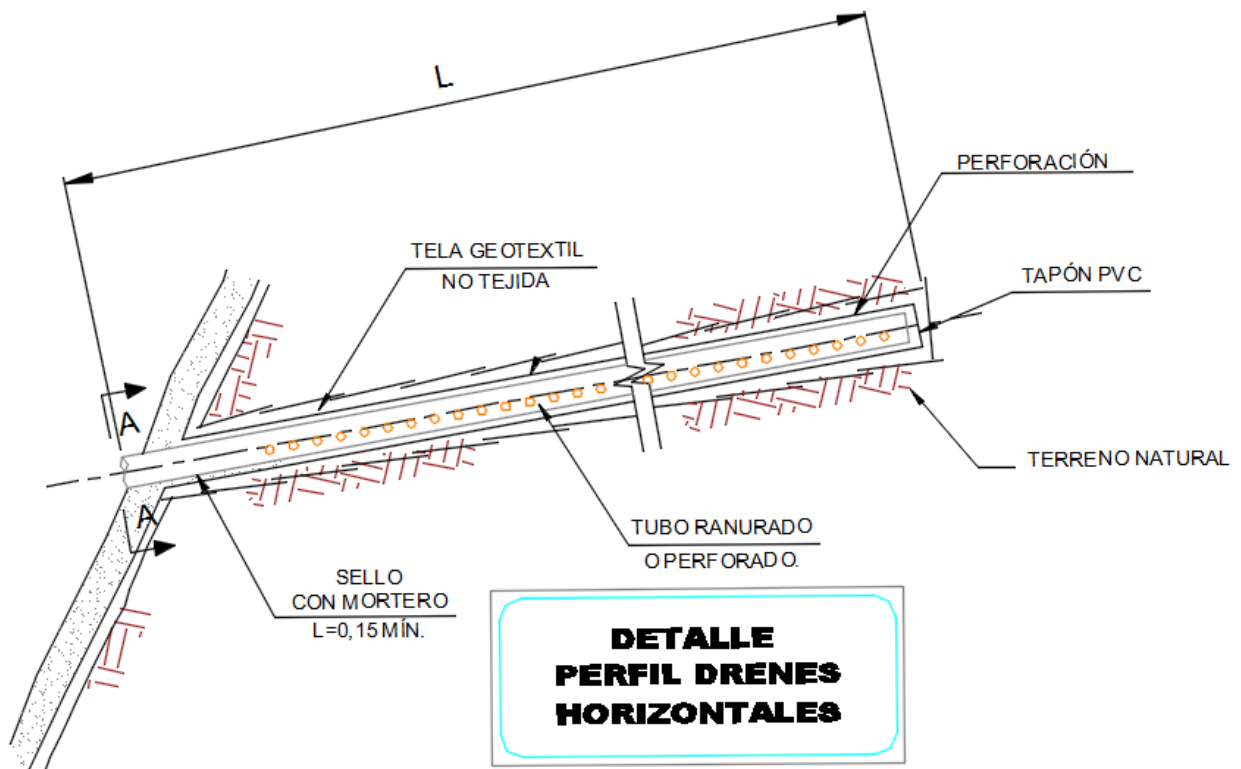 L
PERFORACIÓN
TELA GEOTEXTIL
NO TEJIDA
TAPÓN PVC
A
TERRENO NATURAL
A
TUBO RANURADO
O PERFORADO.
SELLO
CON MORTERO
L=0,15 MÍN.
DETALLE
PERFIL DRENES
HORIZONTALES